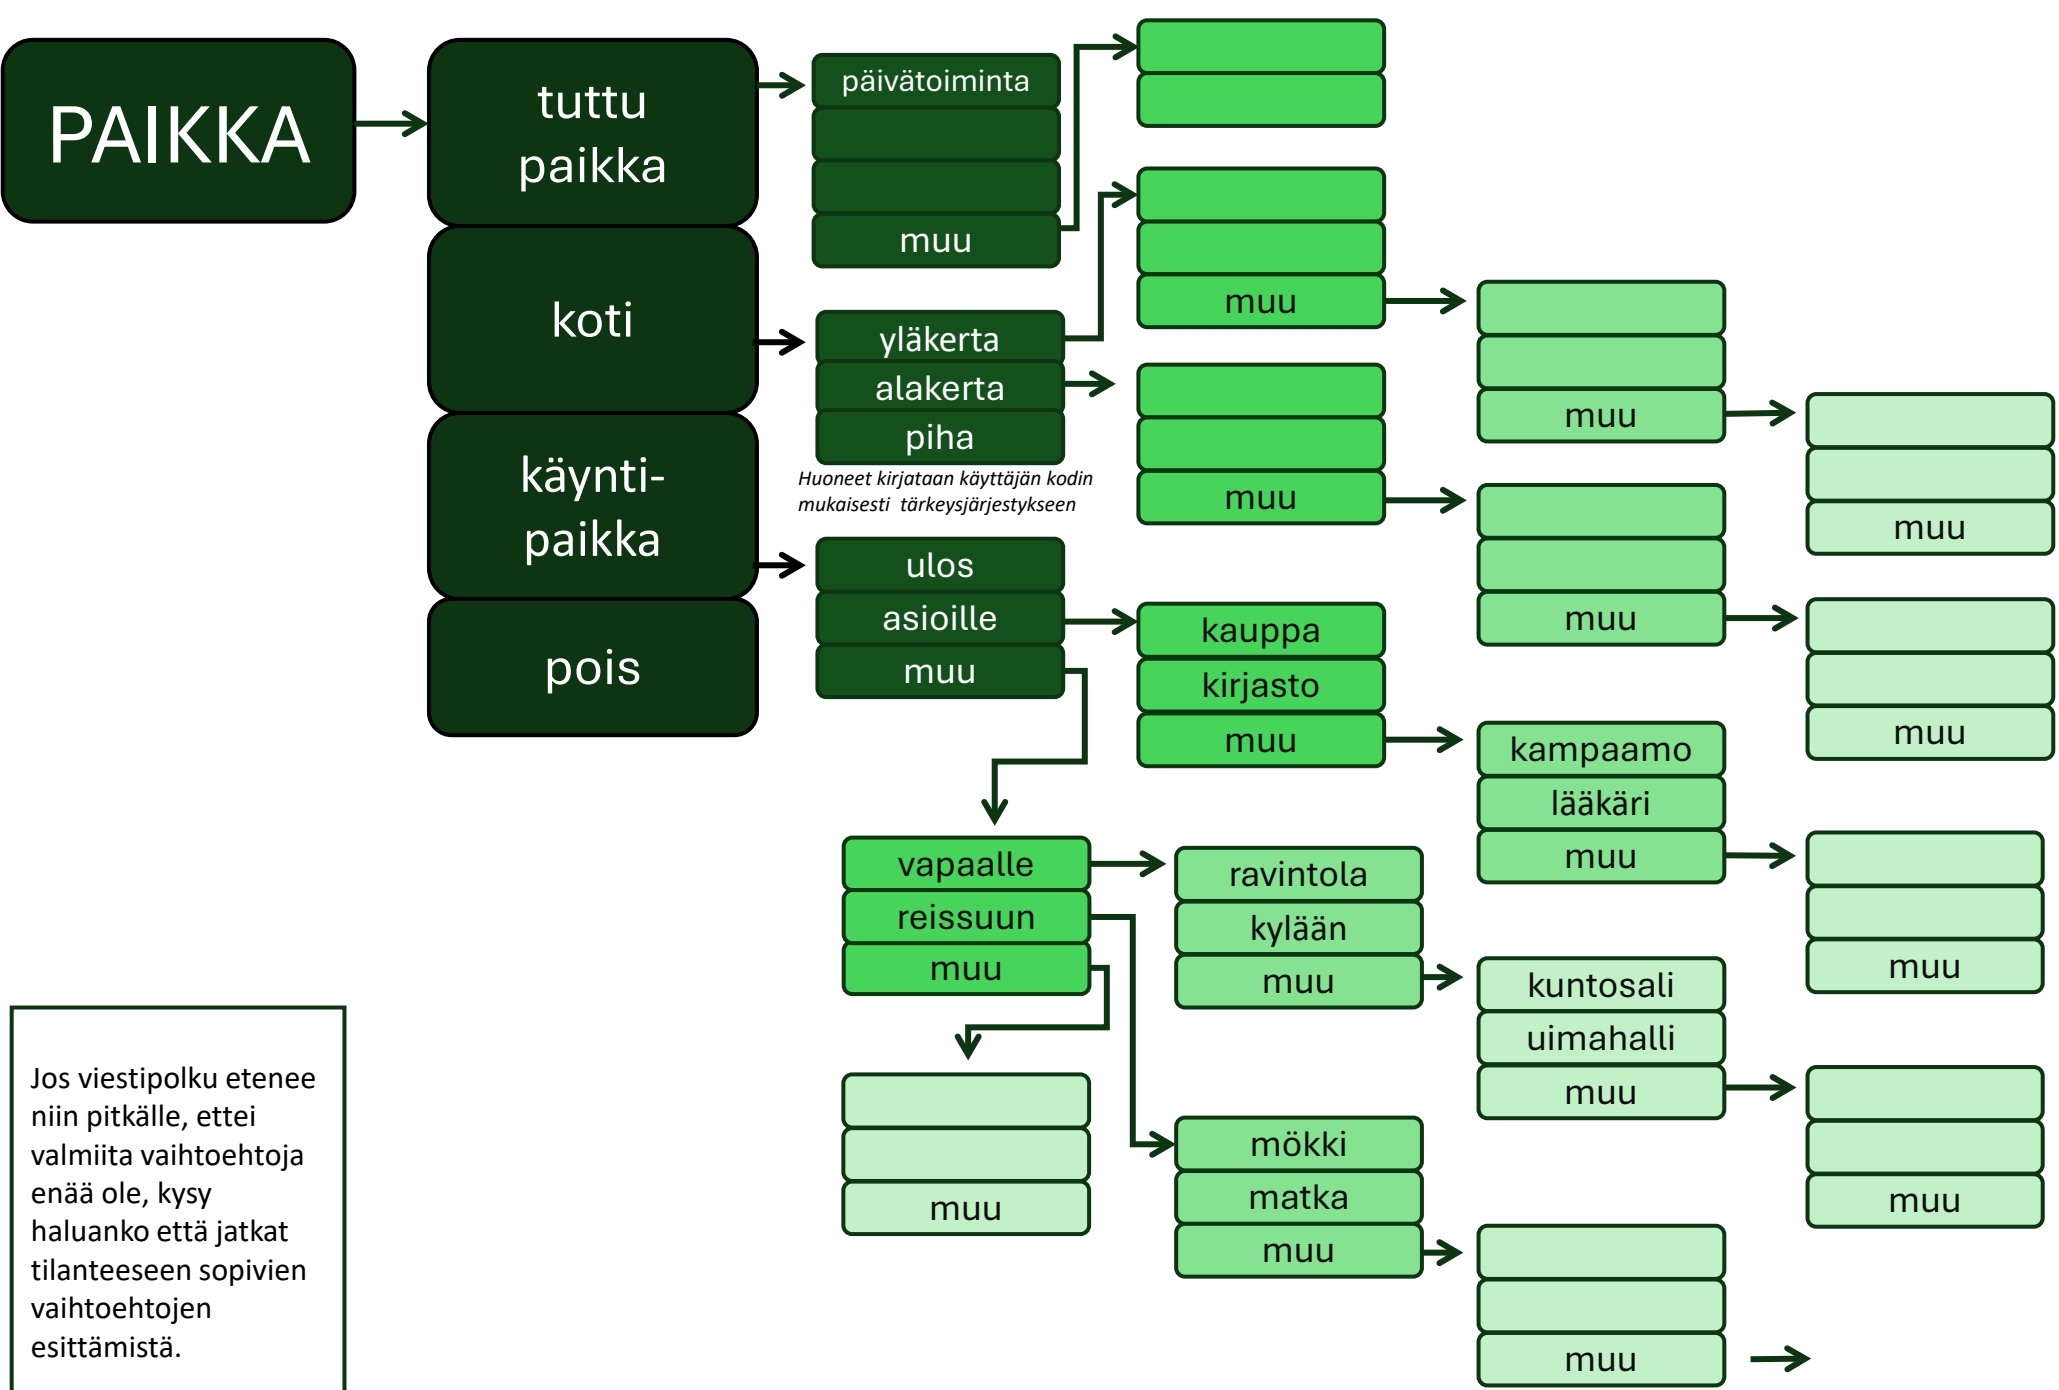 PAIKKA
tuttu
paikka
koti
käynti-
paikka
pois
päivätoiminta
muu
yläkerta
alakerta
piha
Huoneet kirjataan käyttäjän kodin
mukaisesti tärkeysjärjestykseen
muu
muu
muu
muu
muu
muu
ulos
asioille
muu
kauppa
kirjasto
muu
kampaamo
lääkäri
muu
muu
vapaalle
reissuun
muu
ravintola
kylään
muu
kuntosali
uimahalli
muu
muu
muu
mökki
matka
muu
muu
Jos viestipolku etenee
niin pitkälle, ettei
valmiita vaihtoehtoja
enää ole, kysy
haluanko että jatkat
tilanteeseen sopivien
vaihtoehtojen
esittämistä.